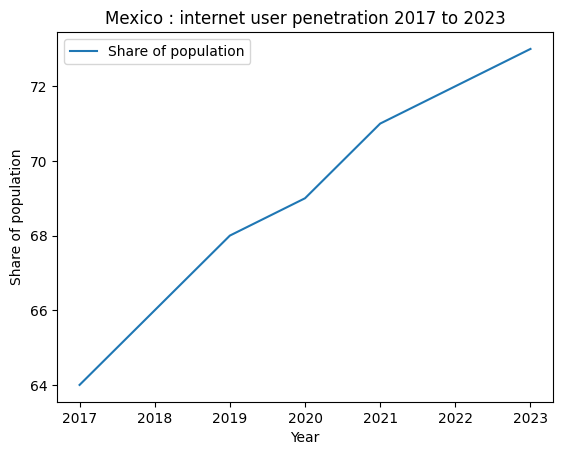 Mexico : internet user penetration 2017 to 2023
Share of population
Share of population
72
70
68
66
64
2017 2018 2019 2020 2021 2022 2023
Year